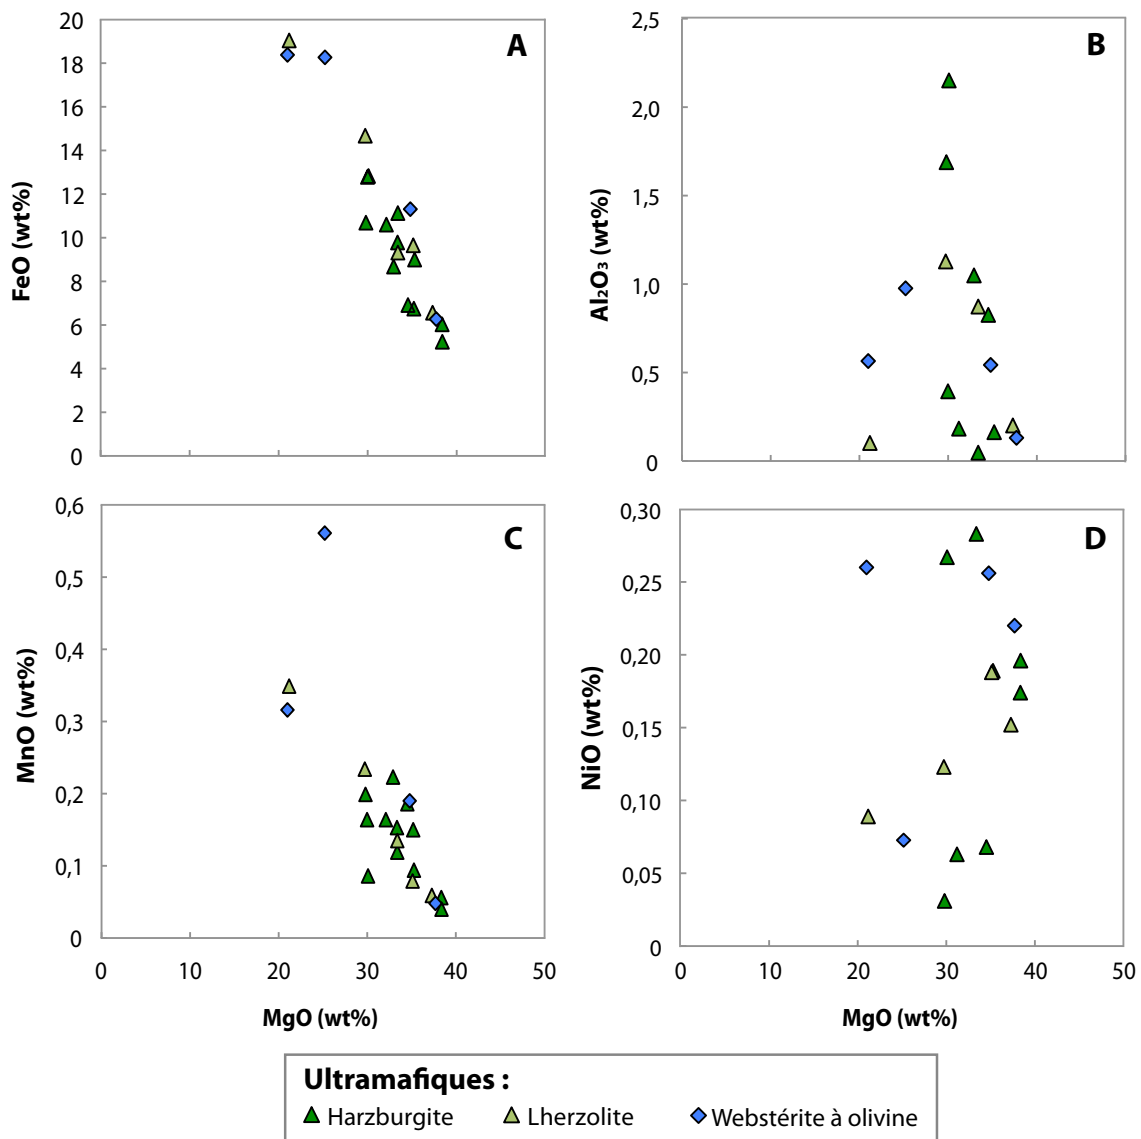 20
18
16
14
12
10
8
6
4
2
0
FeO (wt%)
A
2,5
2,0
1,5
1,0
0,5
0
Al₂O₃ (wt%)
B
0,6
0,5
0,4
0,3
0,2
0,1
0
MnO (wt%)
C
0 10 20 30 40 50
MgO (wt%)
0,30
0,25
0,20
0,15
0,10
0,05
0
NiO (wt%)
D
0 10 20 30 40 50
MgO (wt%)
Ultramafiques :
Harzburgite Lherzolite Webstérite à olivine